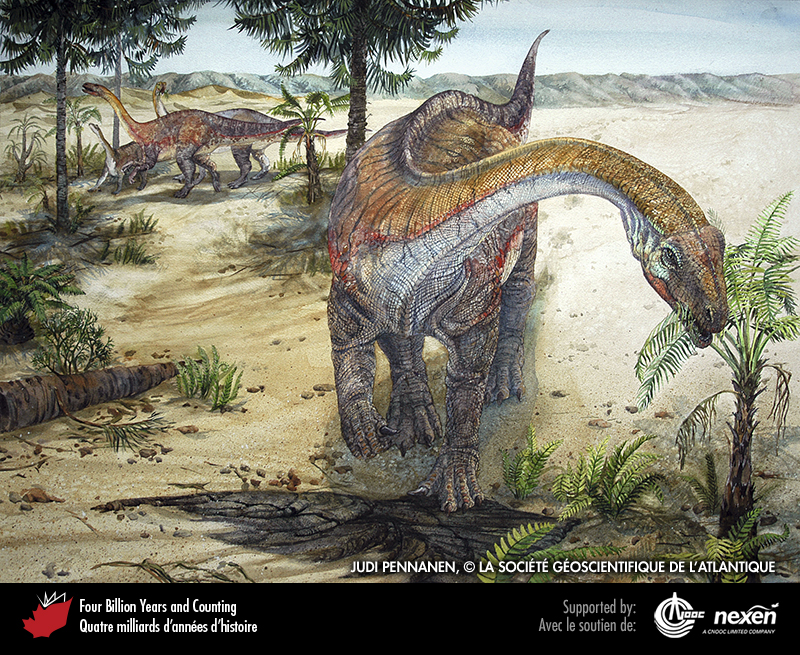 JUDI PENNANEN, © LA SOCIÉTÉ GÉOSCIENTIFIQUE DE L'ATLANTIQUE
Four Billion Years and Counting
Quatre milliards d'années d'histoire
Supported by:
Avec le soutien de:
CNOOC nexen
A CNOOC LIMITED COMPANY